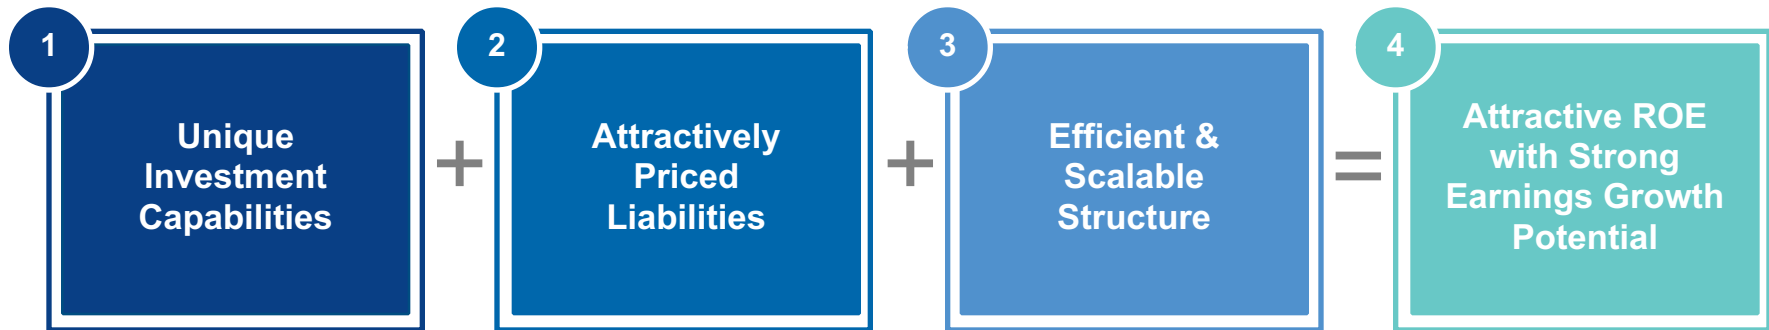 1
Unique
Investment
Capabilities
+
2
Attractively
Priced
Liabilities
+
3
Efficient &
Scalable
Structure
=
4
Attractive ROE
with Strong
Earnings Growth
Potential